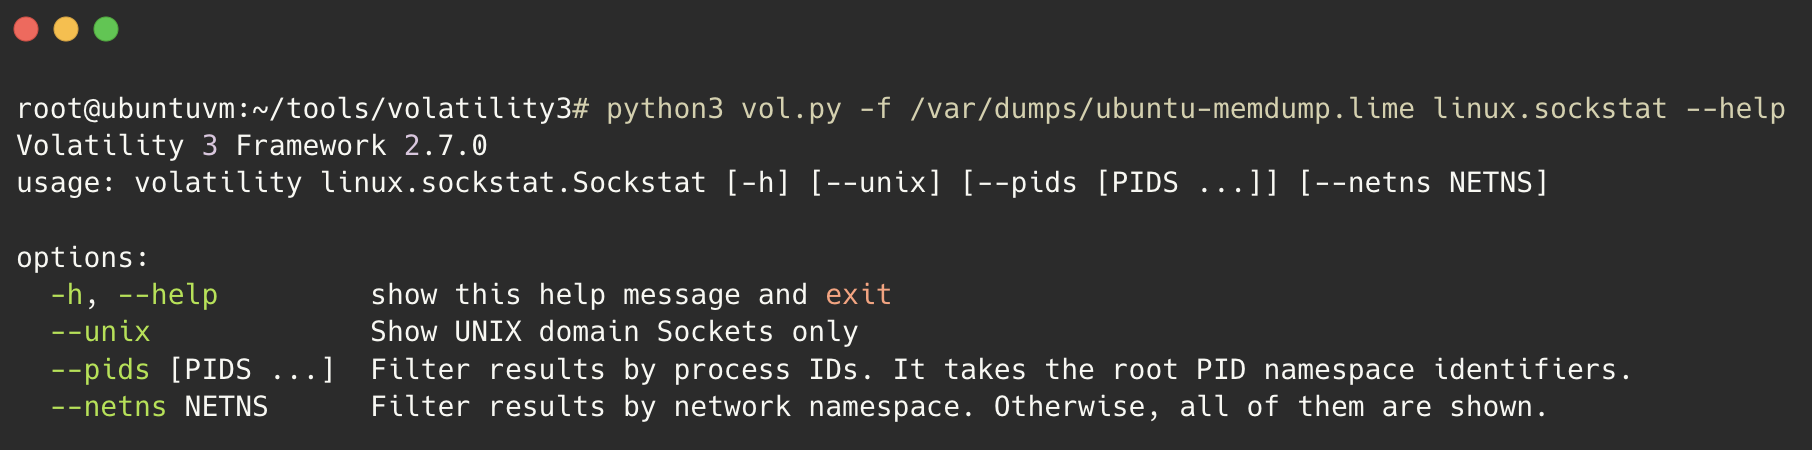 root@ubuntuvm:~/tools/volatility3# python3 vol.py -f /var/dumps/ubuntu-memdump.lime linux.sockstat --help
Volatility 3 Framework 2.7.0
usage: volatility linux.sockstat.Sockstat [-h] [--unix] [--pids [PIDS ...]] [--netns NETNS]

options:
  -h, --help         show this help message and exit
  --unix             Show UNIX domain Sockets only
  --pids [PIDS ...]  Filter results by process IDs. It takes the root PID namespace identifiers.
  --netns NETNS      Filter results by network namespace. Otherwise, all of them are shown.